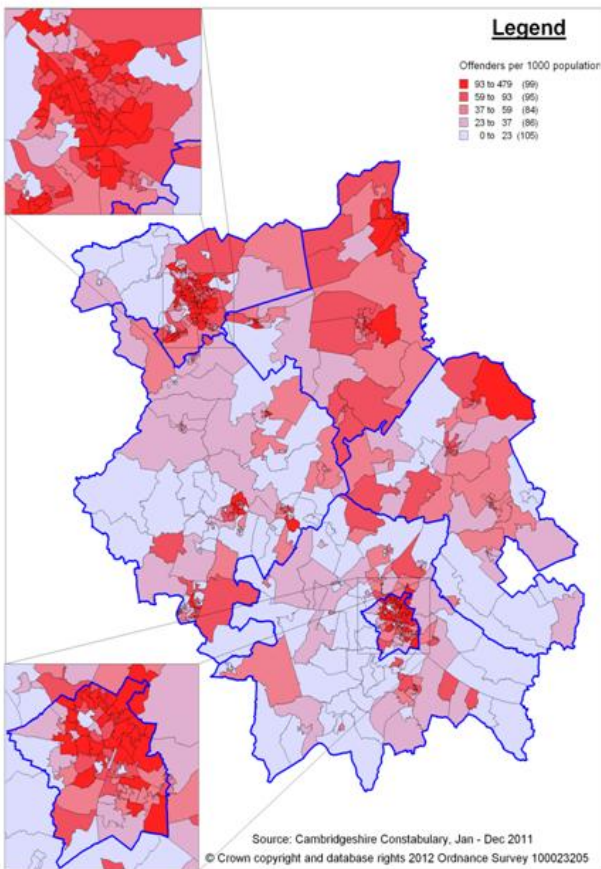 Legend
Offenders per 1000 population
93 to 479 (99)
59 to 93 (95)
37 to 59 (84)
23 to 37 (86)
0 to 23 (105)
Source: Cambridgeshire Constabulary, Jan - Dec 2011
© Crown copyright and database rights 2012 Ordnance Survey 100023205